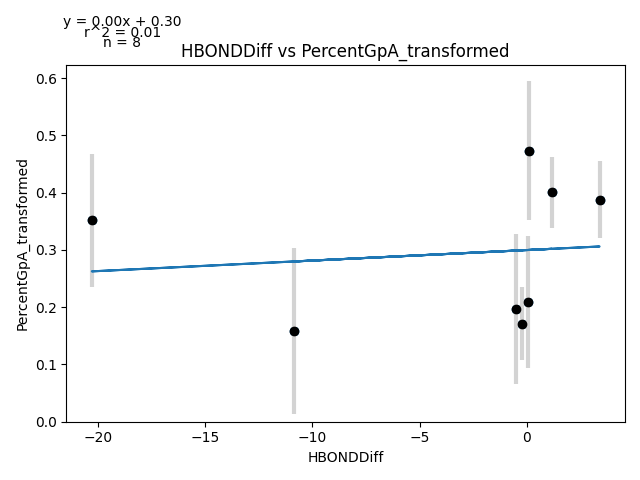 y = 0.00x + 0.30
r^2 = 0.01
n = 8
HBONDDiff vs PercentGpA_transformed
PercentGpA_transformed
0.6
0.5
0.4
0.3
0.2
0.1
0.0
−20
−15
−10
−5
0
HBONDDiff